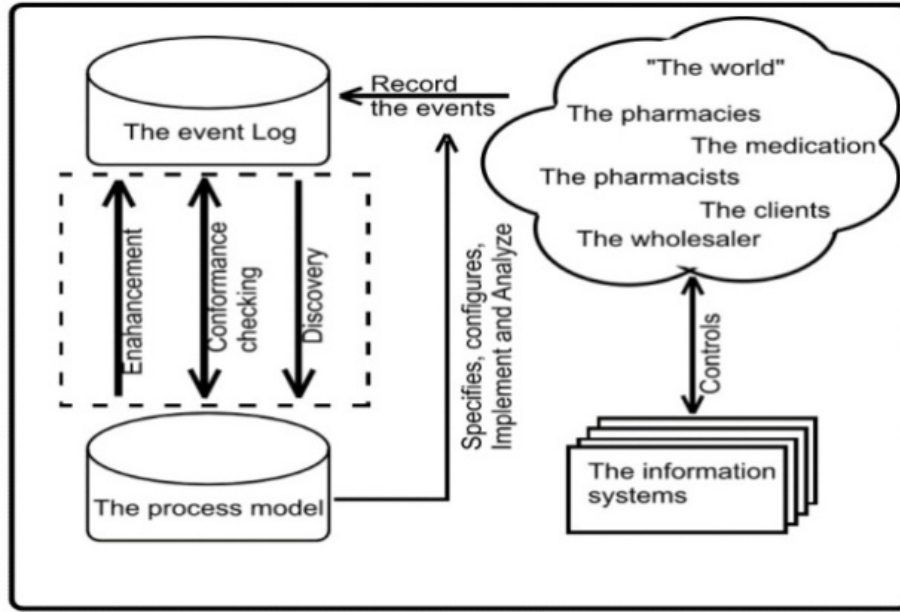 "The world"
The pharmacies
The medication
The pharmacists
The clients
The wholesaler
Record
the events
The event Log
Enahancement
Conformance
checking
Discovery
Specifies, configures,
Implement and Analyze
Controls
The process model
The information
systems